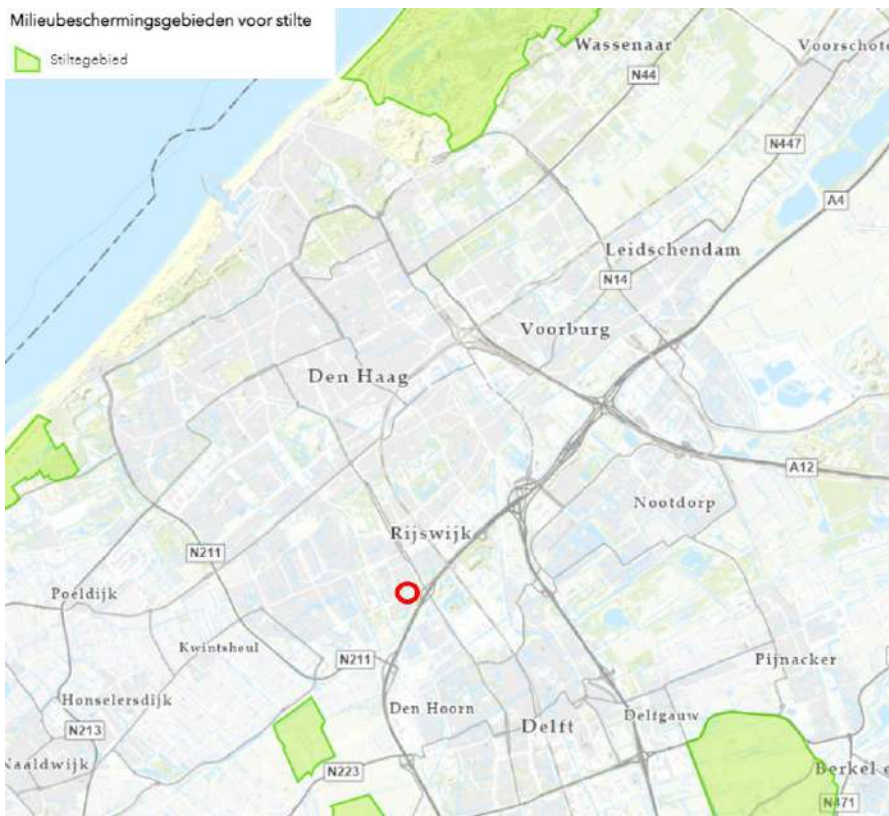 Milieubeschermingsgebieden voor stilte
Stiltegebied
Wassenaar
Voorschote
N44
N447
A4
Leidschendam
N14
Voorburg
Den Haag
A12
Nootdorp
Rijswijk
N211
Poeldijk
Kwintsheul
N211
Pijnacker
Honselersdijk
Den Hoorn
Delft
Delfgauw
N213
Naaldwijk
N223
Berkel e
N471